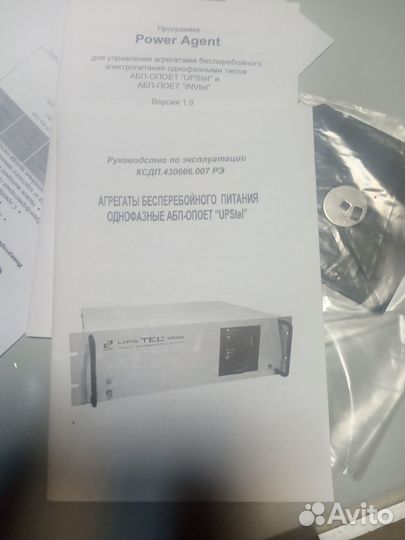 Программа
Power Agent
для управления агрегатами бесперебойного
электропитания однофазными типов
АБП-ОПОЕТ "UPStel" и
АБП-ПОЕТ "INVtel"
Версия 1.9
Руководство по эксплуатации
КСДП.430606.007 РЭ
АГРЕГАТЫ БЕСПЕРЕБОЙНОГО ПИТАНИЯ
ОДНОФАЗНЫЕ АБП-ОПОЕТ "UPStel"
UPS TEL
Avito